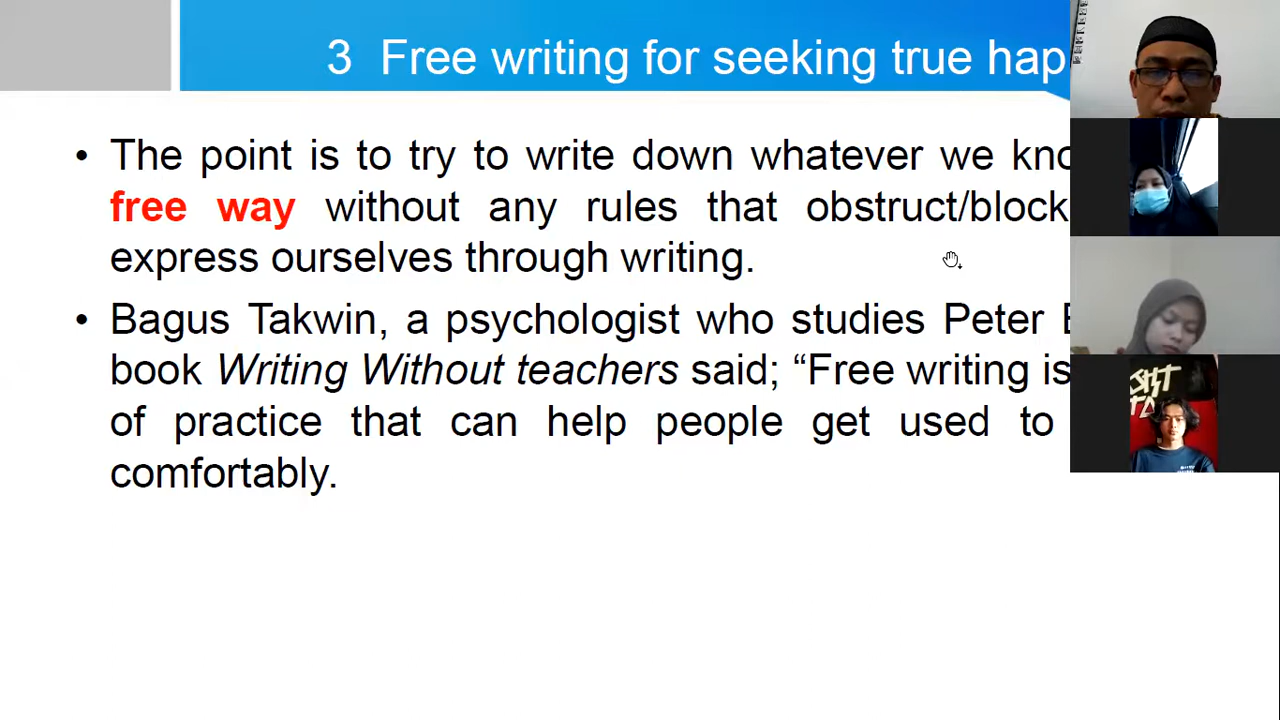 3 Free writing for seeking true
• The point is to try to write down whatever we
free way without any rules that obstruct/block
express ourselves through writing.
• Bagus Takwin, a psychologist who studies Peter
book Writing Without teachers said; “Free writing is
of practice that can help people get used to
comfortably.